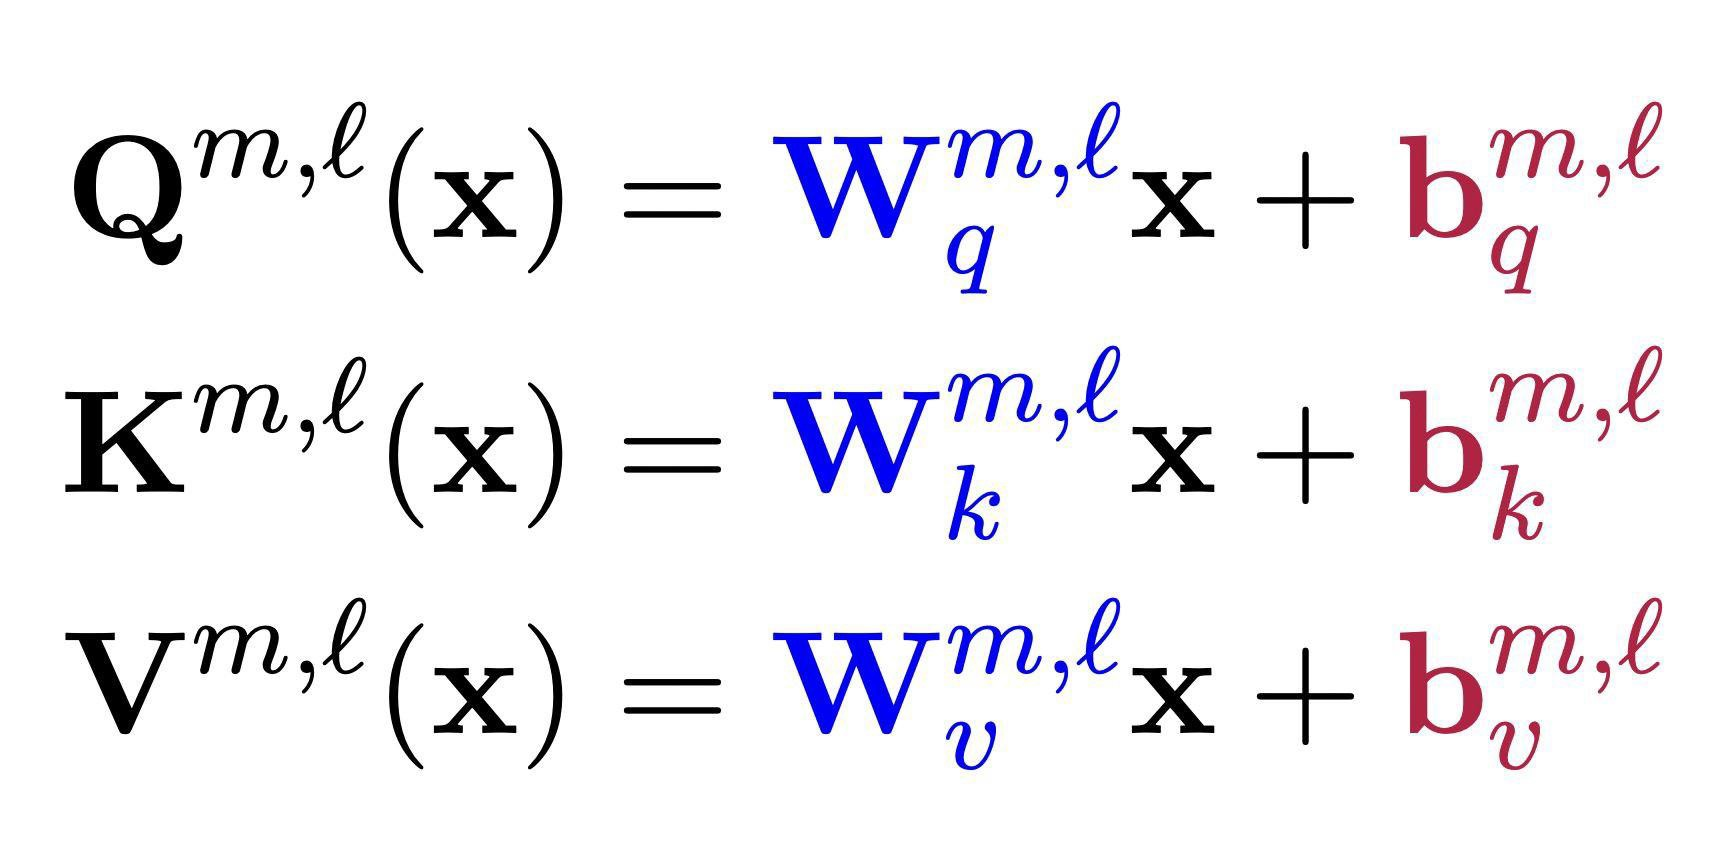 Q^{m,ℓ}(x) = W_q^{m,ℓ}x + b_q^{m,ℓ}
K^{m,ℓ}(x) = W_k^{m,ℓ}x + b_k^{m,ℓ}
V^{m,ℓ}(x) = W_v^{m,ℓ}x + b_v^{m,ℓ}